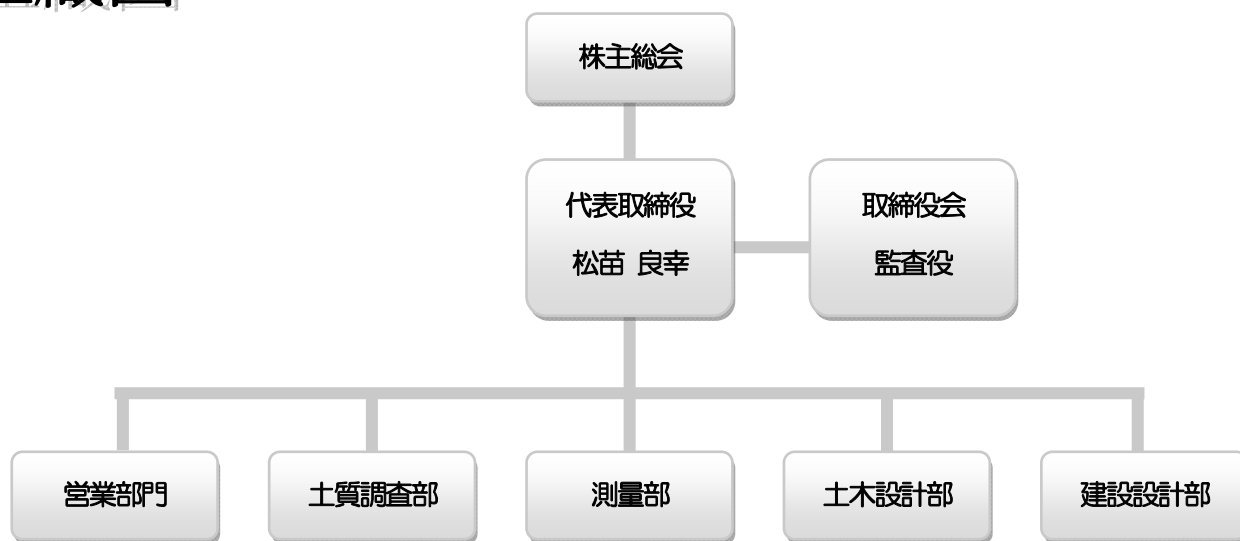 株主総会
代表取締役
松苗 良幸
取締役会
監査役
営業部門
土質調査部
測量部
土木設計部
建設設計部